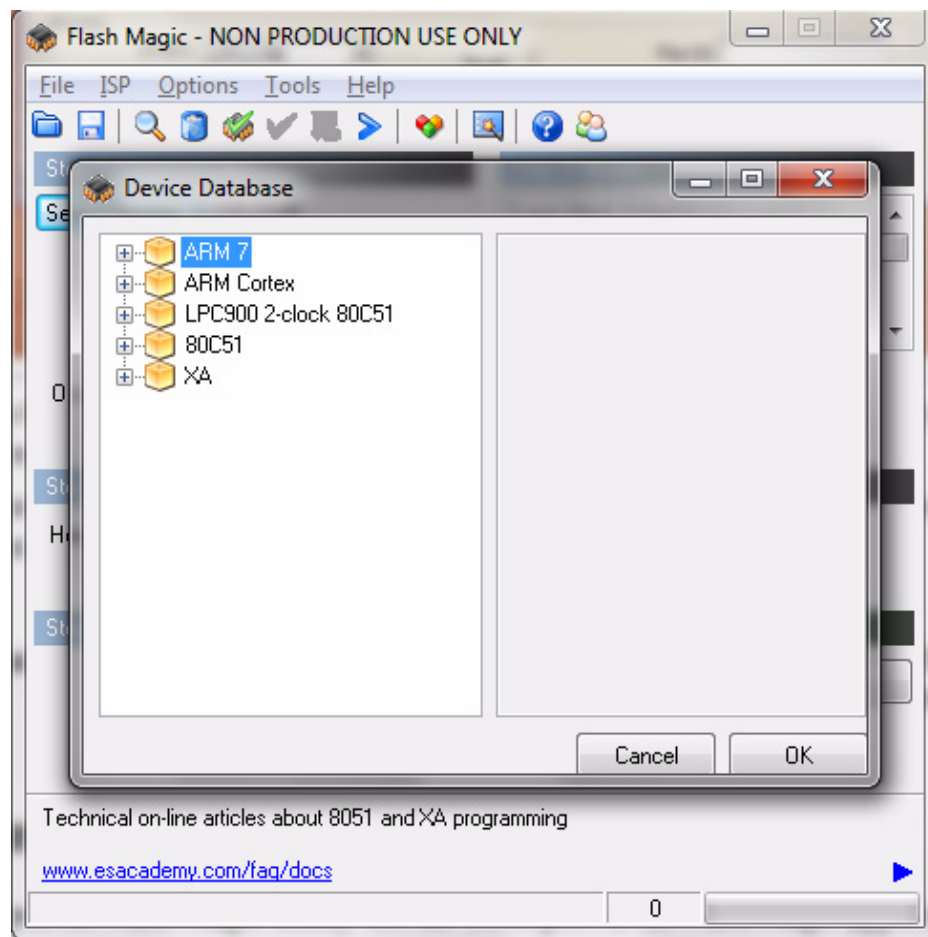 Flash Magic - NON PRODUCTION USE ONLY
File ISP Options Tools Help
Device Database
ARM 7
ARM Cortex
LPC900 2-clock 80C51
80C51
XA
Cancel OK
Technical on-line articles about 8051 and XA programming
www.esacademy.com/faq/docs
0